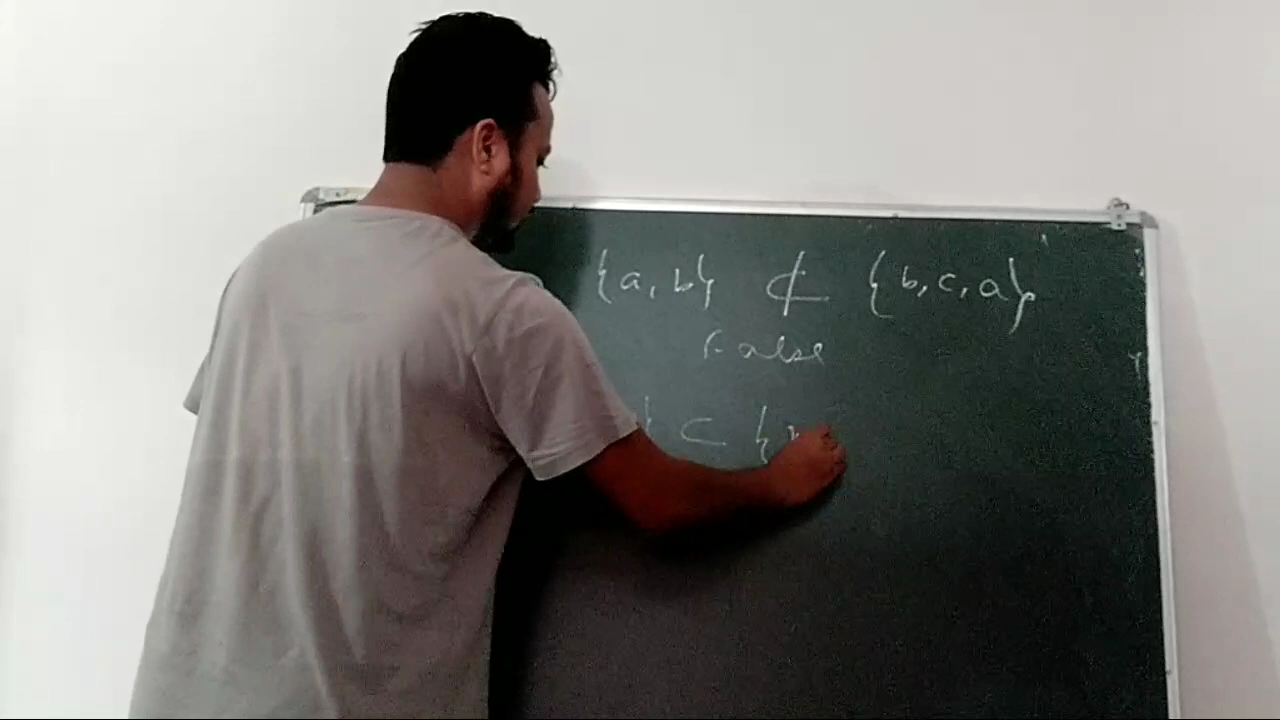 {a, b} ⊄ {b, c, a}
False
} ⊂ {